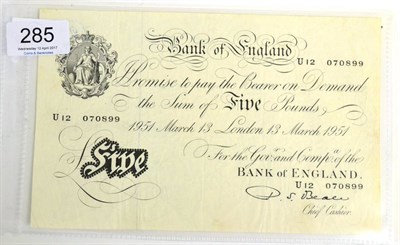 285
Wednesday 12 April 2017
Coins & Banknotes
Bank of England
U12 070899
Promise to pay the Bearer on Demand
the Sum of Five Pounds
U12 070899
1951 March 13 London 13 March 1951
For the Govr. and Compa. of the
BANK OF ENGLAND.
£Five
U12 070899
P. S. Beale
Chief Cashier